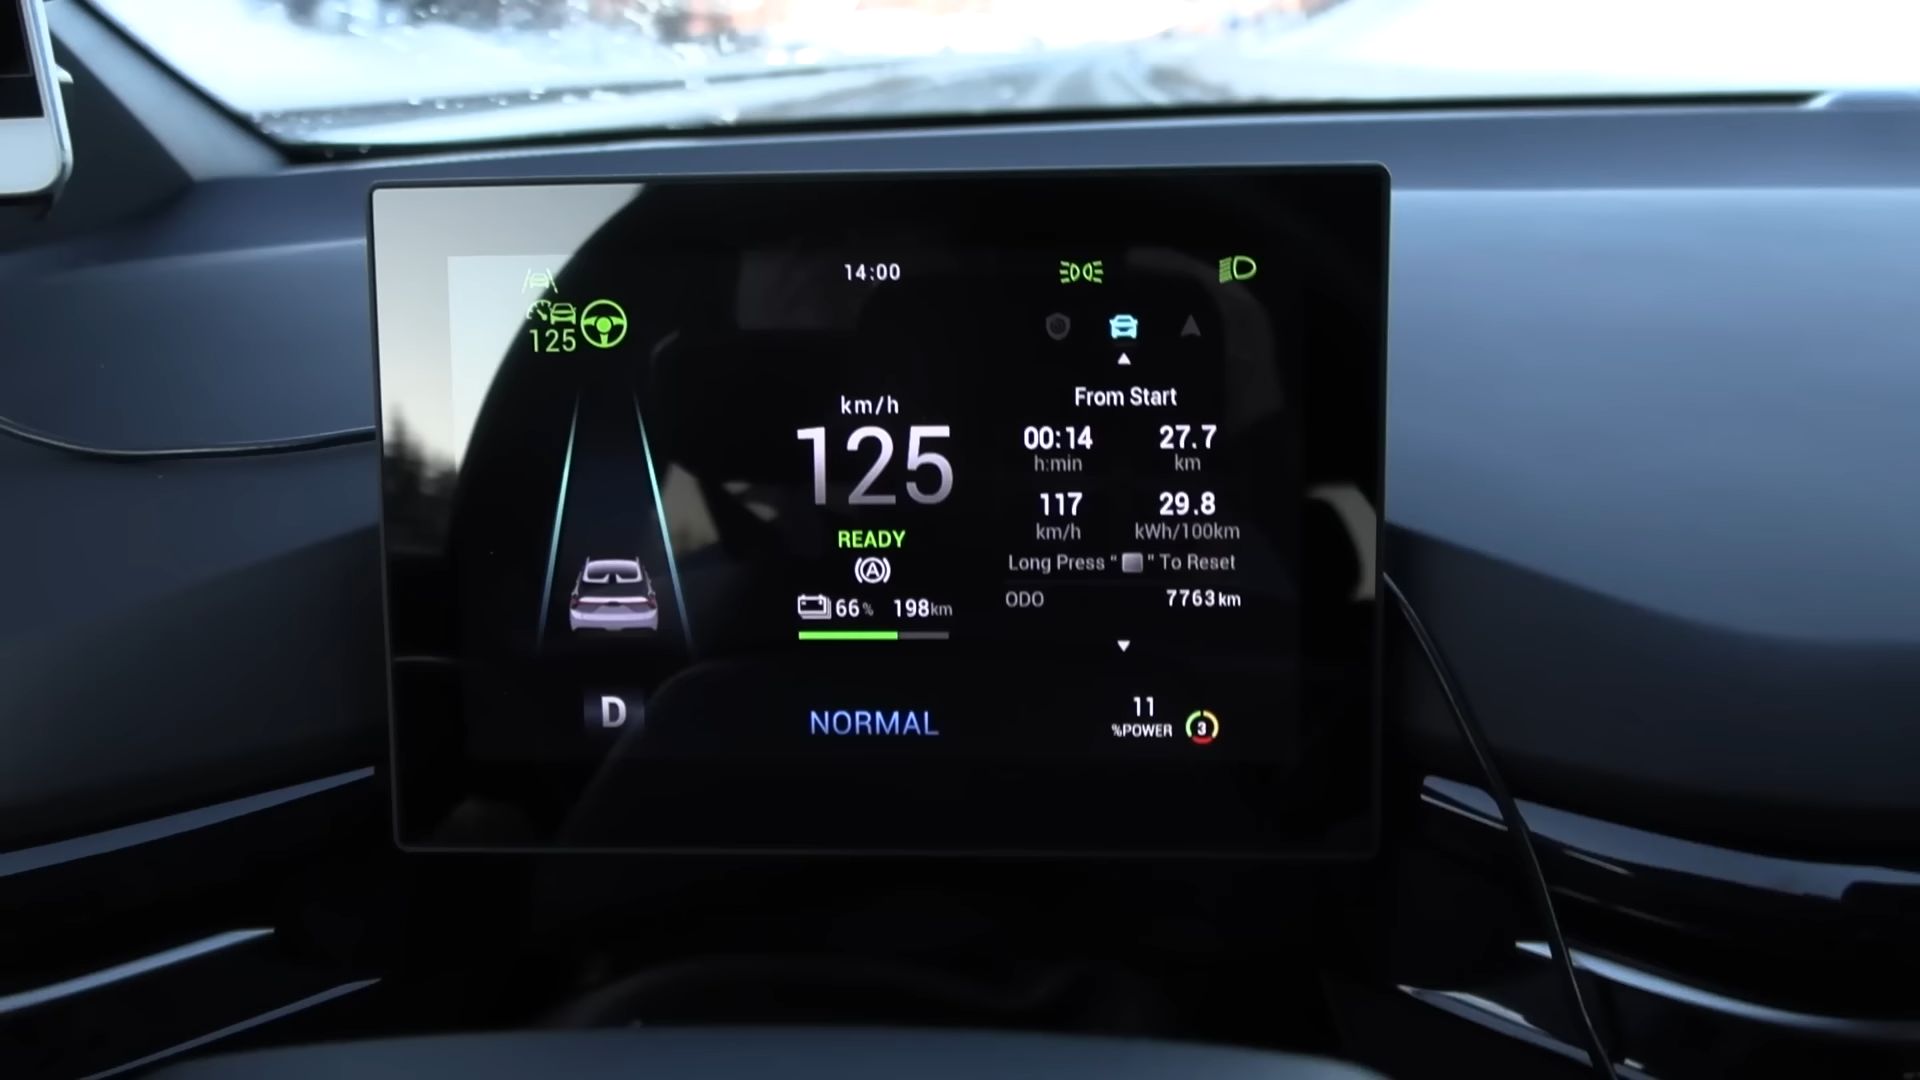 14:00
125
km/h
125
READY
A
66% 198km
From Start
00:14 27.7
h:min km
117 29.8
km/h kWh/100km
Long Press " " To Reset
ODO 7763 km
D
NORMAL
11
%POWER
3